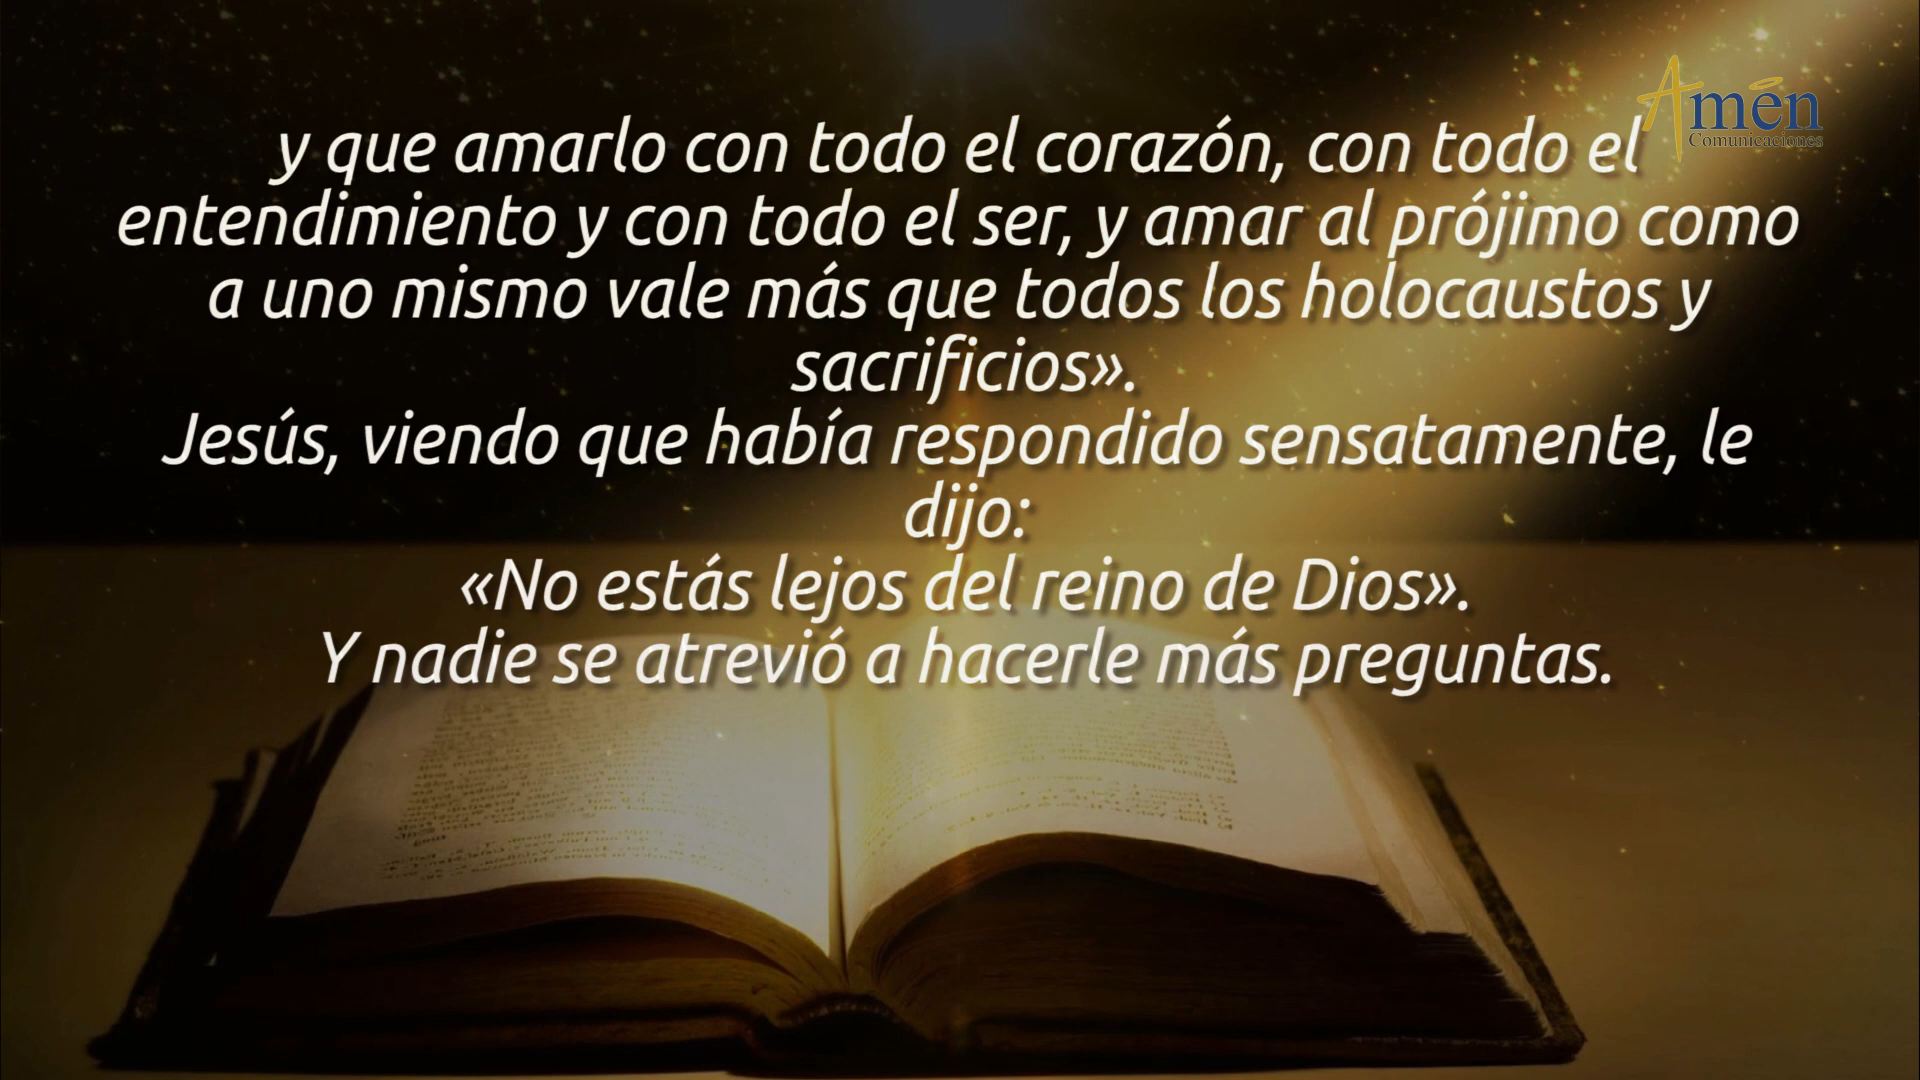 Amén
Comunicaciones
y que amarlo con todo el corazón, con todo el
entendimiento y con todo el ser, y amar al prójimo como
a uno mismo vale más que todos los holocaustos y
sacrificios».
Jesús, viendo que había respondido sensatamente, le
dijo:
«No estás lejos del reino de Dios».
Y nadie se atrevió a hacerle más preguntas.